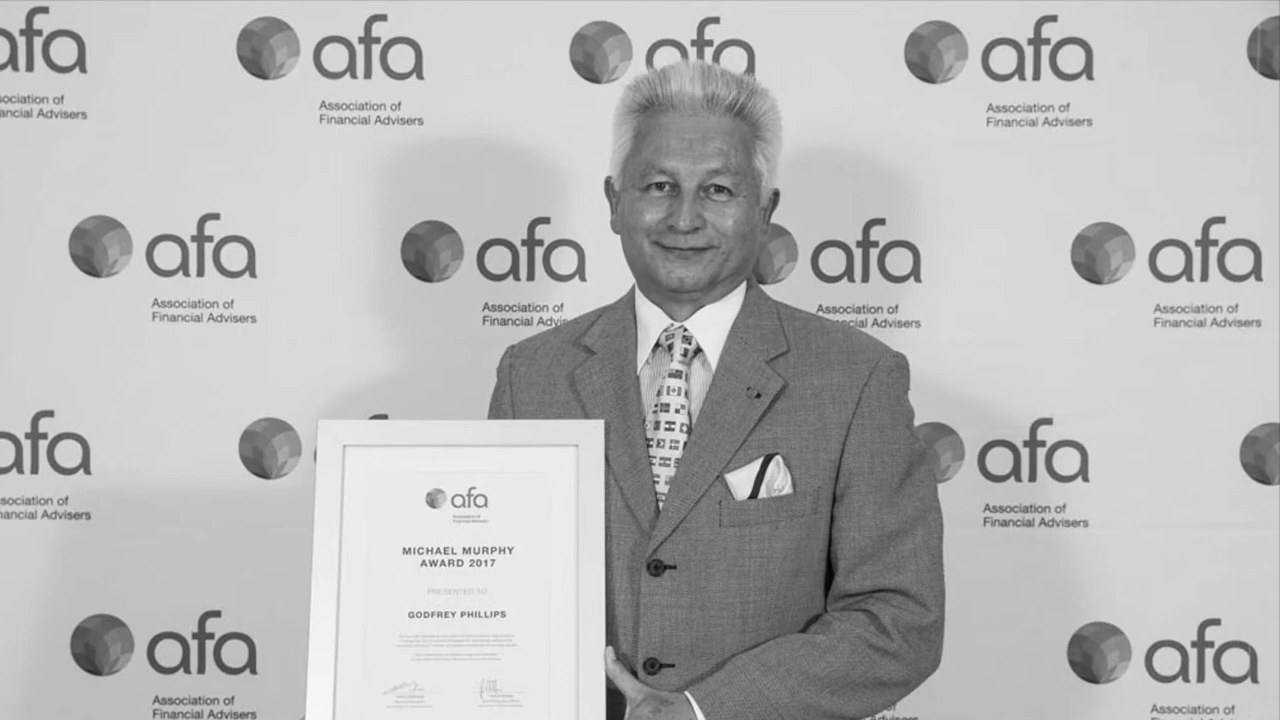 afa
afa
afa
afa
Association of
Financial Advisers
Association of
Financial Advisers
afa
afa
afa
afa
Association of
Financial Advisers
Association of
Association of
Financial Advisers
Association of
Financial Advisers
afa
afa
Association of
Financial Advisers
afa
Association of
Financial Advisers
MICHAEL MURPHY
AWARD 2017
PRESENTED TO
GODFREY PHILLIPS
afa
afa
Association of
Financial Advisers
Association of
Financial Advisers